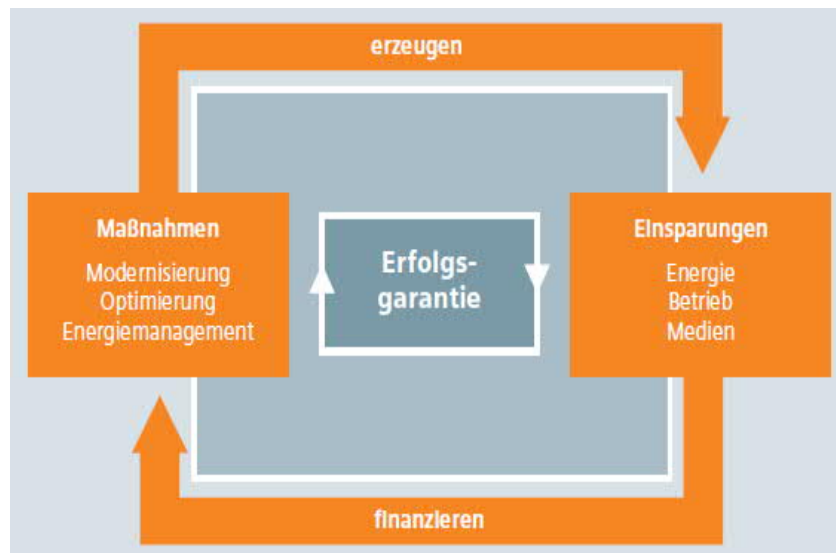 erzeugen
Maßnahmen
Modernisierung
Optimierung
Energiemanagement
Erfolgs-
garantie
Einsparungen
Energie
Betrieb
Medien
finanzieren